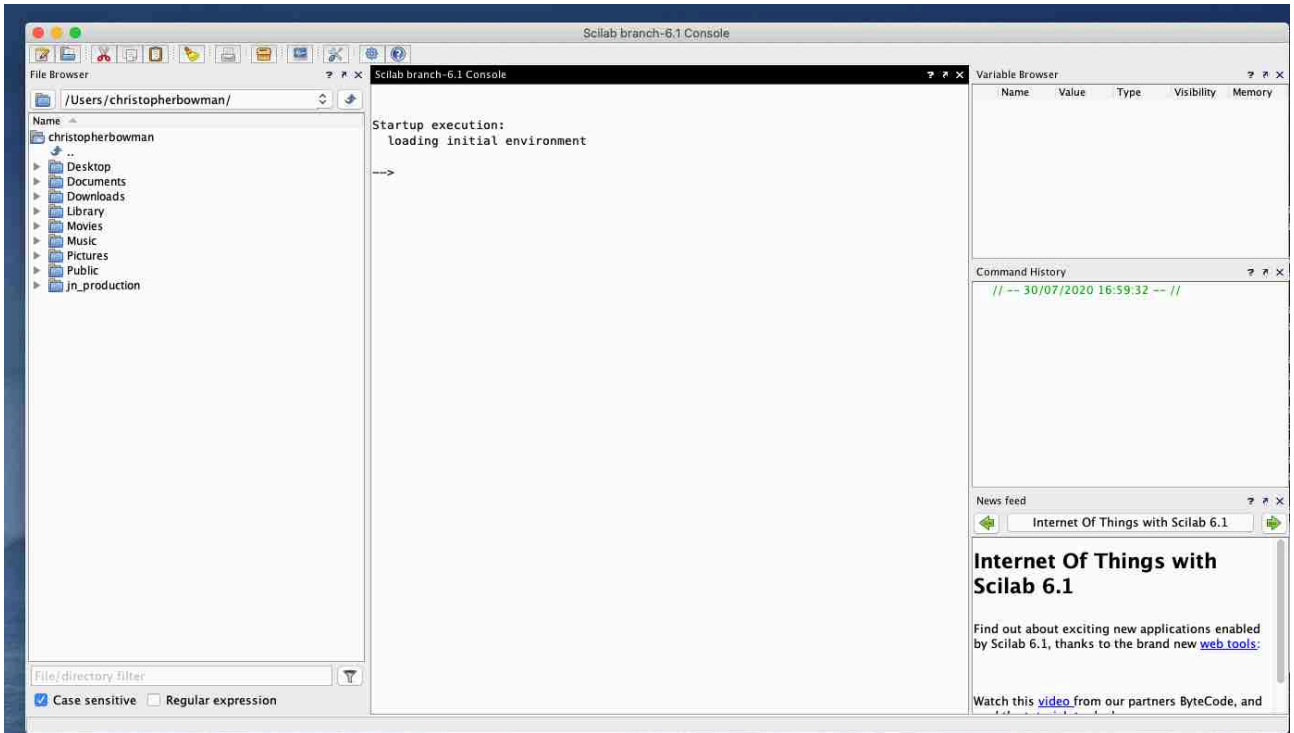 Scilab branch-6.1 Console
File Browser
/Users/christopherbowman/
Name
christopherbowman
..
Desktop
Documents
Downloads
Library
Movies
Music
Pictures
Public
jn_production
File/directory filter
Case sensitive Regular expression
Scilab branch-6.1 Console
Startup execution:
loading initial environment
-->
Variable Browser
Name Value Type Visibility Memory
Command History
// -- 30/07/2020 16:59:32 -- //
News feed
Internet Of Things with Scilab 6.1
Internet Of Things with
Scilab 6.1
Find out about exciting new applications enabled
by Scilab 6.1, thanks to the brand new web tools:
Watch this video from our partners ByteCode, and